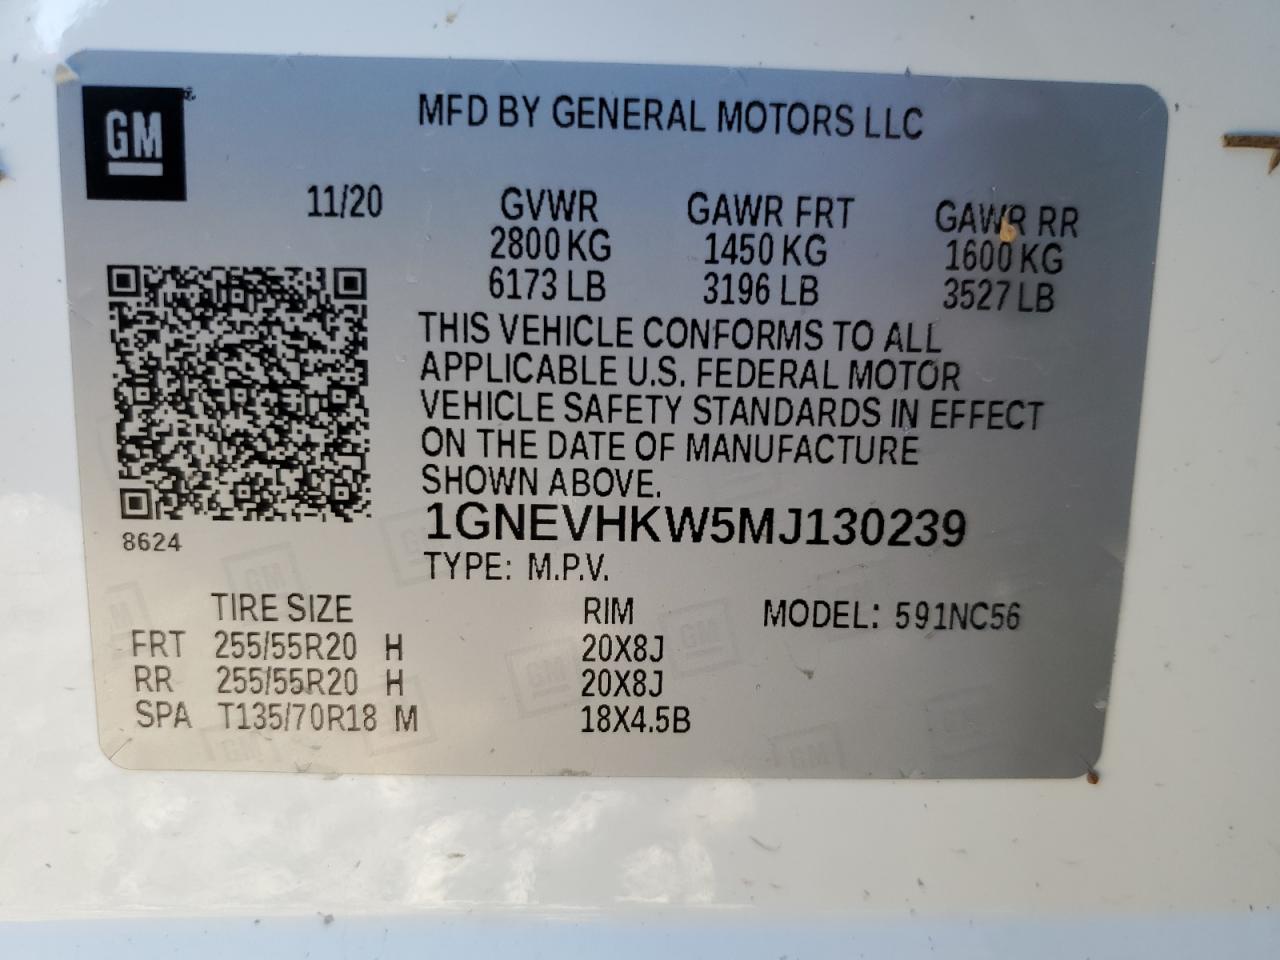 GM
MFD BY GENERAL MOTORS LLC
11/20 GVWR GAWR FRT GAWR RR
2800 KG 1450 KG 1600 KG
6173 LB 3196 LB 3527 LB
THIS VEHICLE CONFORMS TO ALL
APPLICABLE U.S. FEDERAL MOTOR
VEHICLE SAFETY STANDARDS IN EFFECT
ON THE DATE OF MANUFACTURE
SHOWN ABOVE.
1GNEVHKW5MJ130239
8624
TYPE: M.P.V.
TIRE SIZE RIM MODEL: 591NC56
FRT 255/55R20 H 20X8J
RR 255/55R20 H 20X8J
SPA T135/70R18 M 18X4.5B